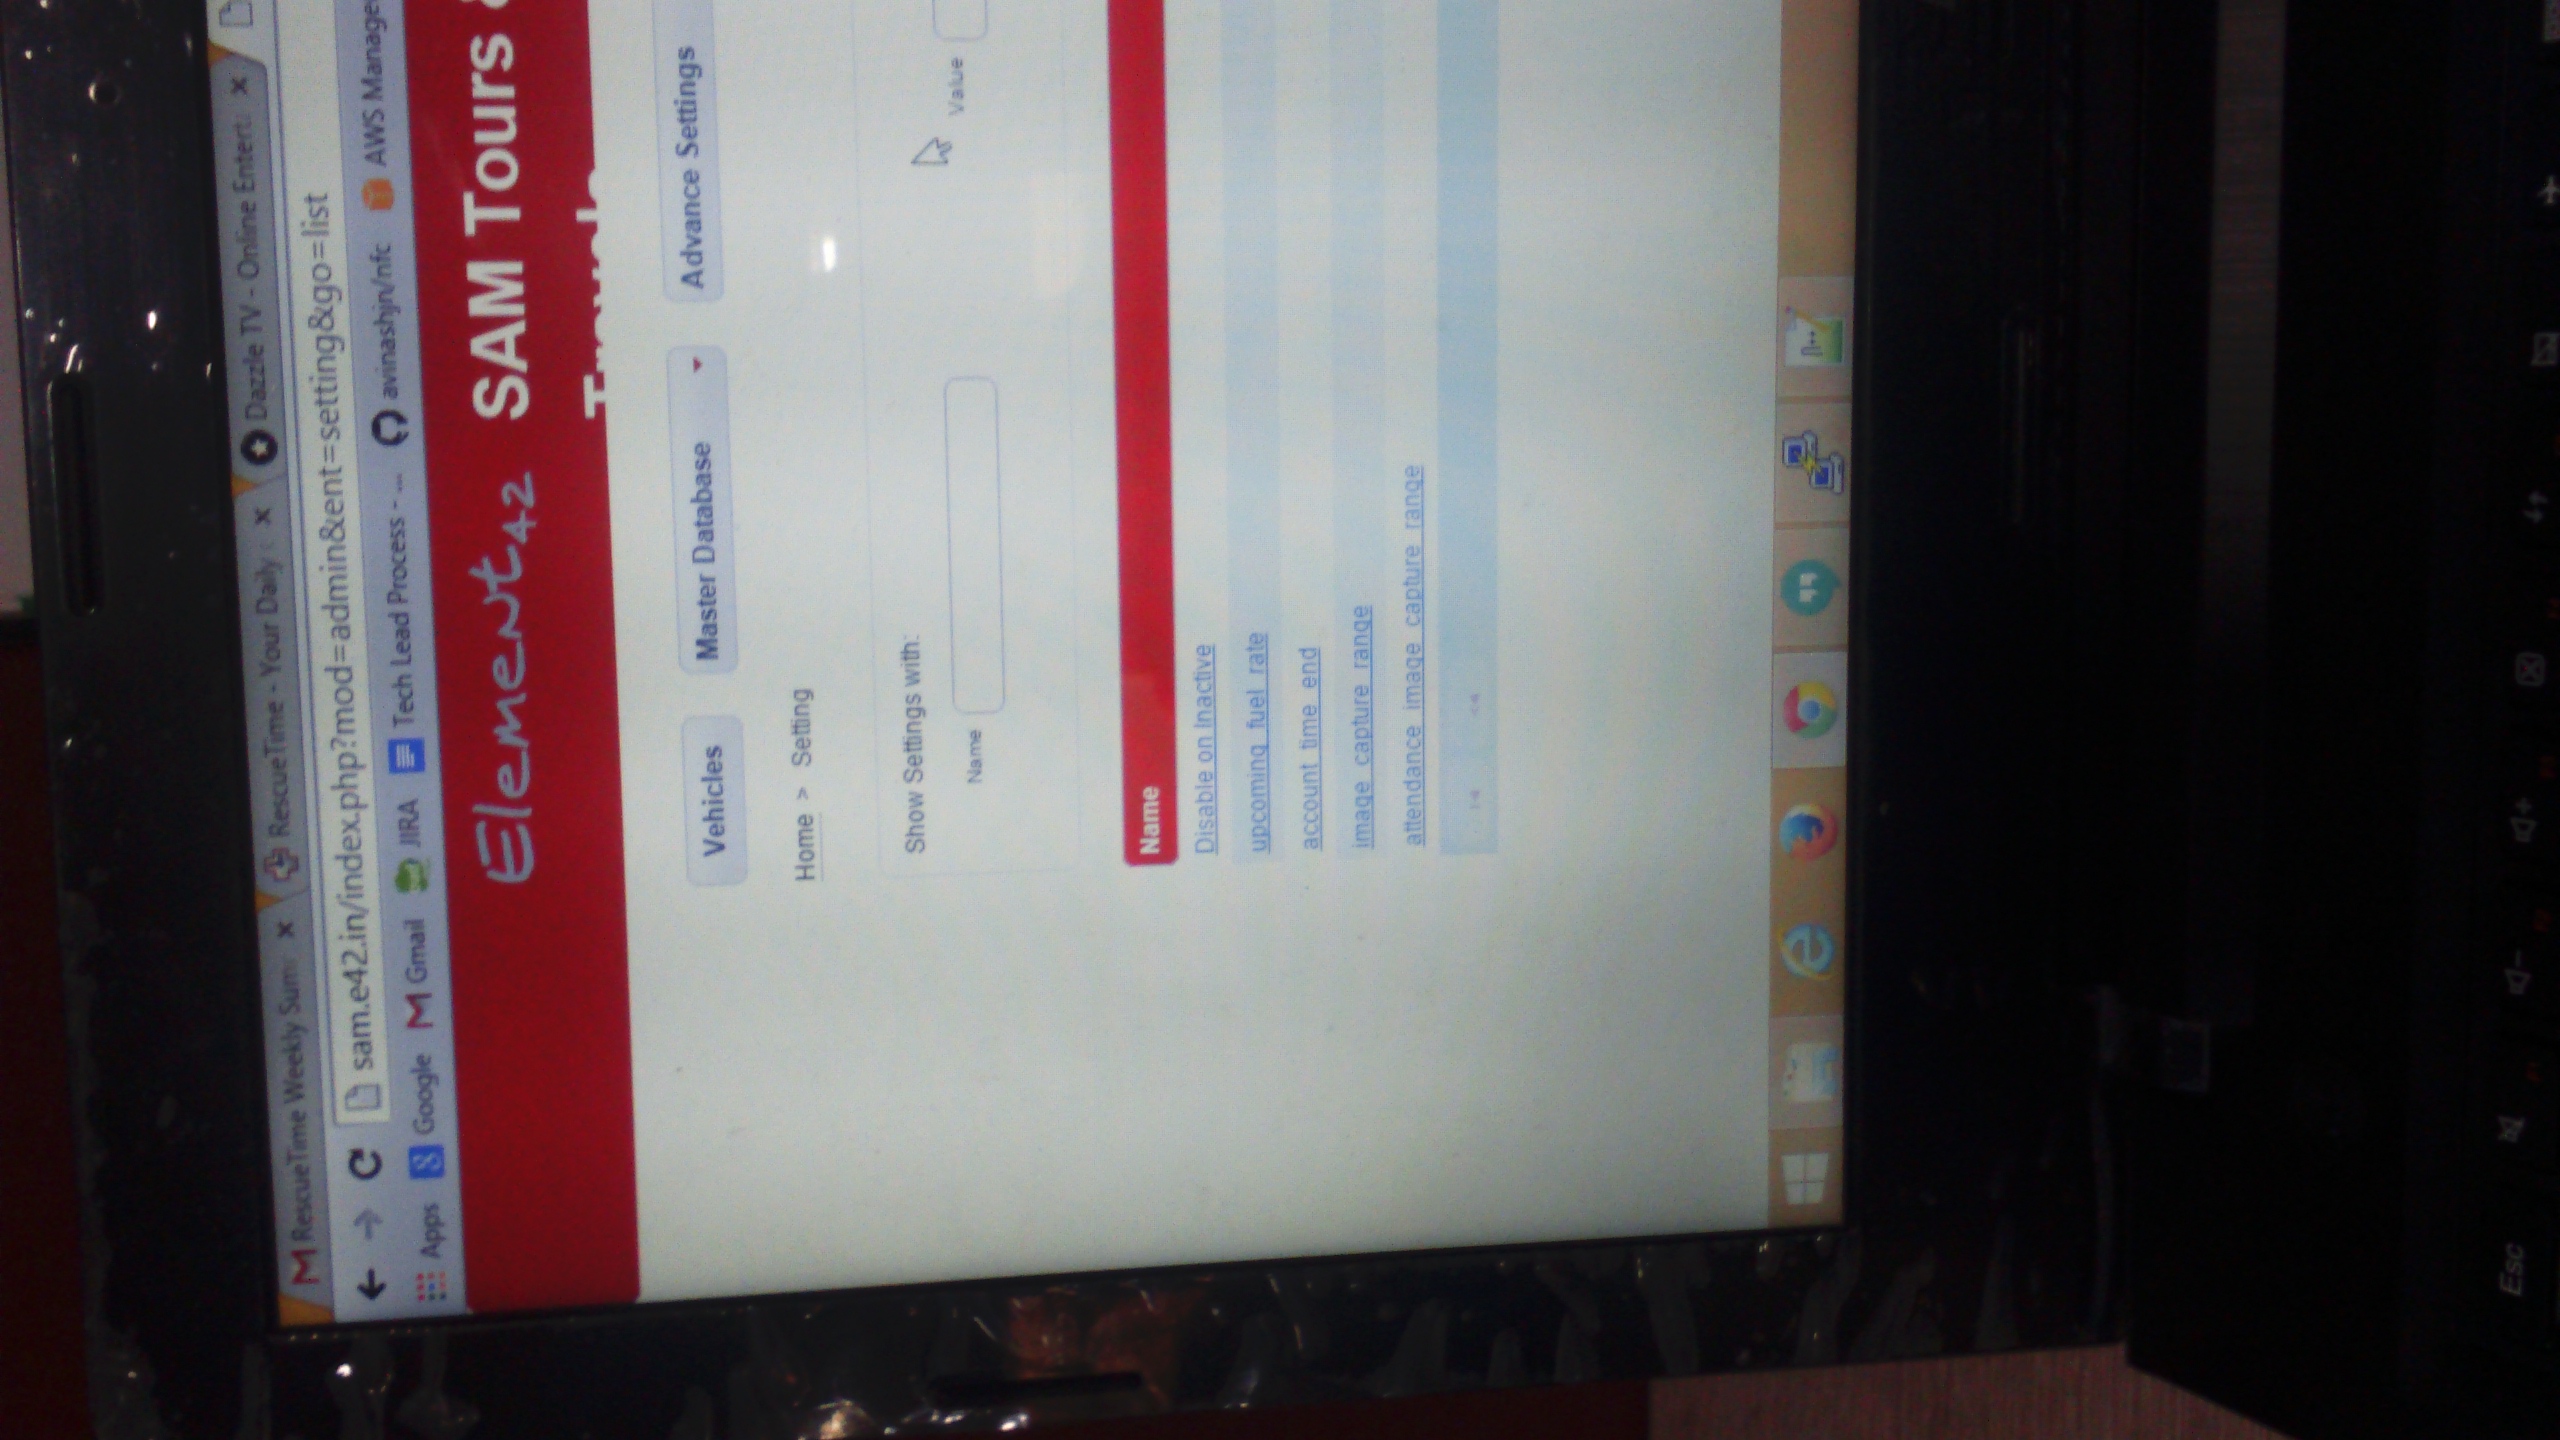 RescueTime Weekly Sum
RescueTime - Your Daily
Dazzle TV - Online Entert
sam.e42.in/index.php?mod=admin&ent=setting&go=list
Apps Google Gmail JIRA Tech Lead Process - ... avinashjn/nfc AWS Manage
Element42 SAM Tours &
Travels
Vehicles Master Database Advance Settings
Home > Setting
Show Settings with:
Name Value
Name
Disable on Inactive
upcoming_fuel_rate
account_time_end
image_capture_range
attendance_image_capture_range
Esc